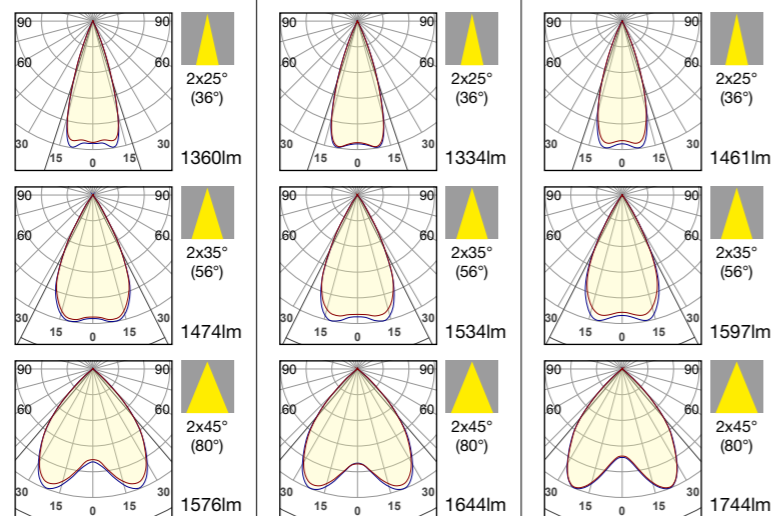 90 90
60 60
30 15 0 15 30
2x25°
(36°)
1360lm
90 90
60 60
30 15 0 15 30
2x25°
(36°)
1334lm
90 90
60 60
30 15 0 15 30
2x25°
(36°)
1461lm
90 90
60 60
30 15 0 15 30
2x35°
(56°)
1474lm
90 90
60 60
30 15 0 15 30
2x35°
(56°)
1534lm
90 90
60 60
30 15 0 15 30
2x35°
(56°)
1597lm
90 90
60 60
30 15 0 15 30
2x45°
(80°)
1576lm
90 90
60 60
30 15 0 15 30
2x45°
(80°)
1644lm
90 90
60 60
30 15 0 15 30
2x45°
(80°)
1744lm